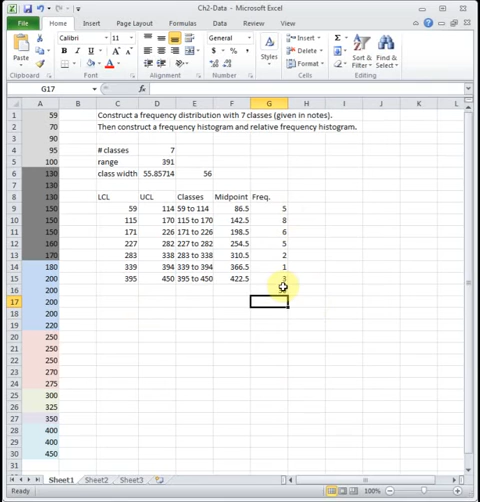 Ch2-Data - Microsoft Excel
File Home Insert Page Layout Formulas Data Review View
Paste
Calibri 11
B I U
General
$ % ,
Styles
Insert
Delete
Format
Sort & Filter
Find & Select
Clipboard Font Alignment Number Cells Editing
G17 fx
A B C D E F G H I J K L
1 59 Construct a frequency distribution with 7 classes (given in notes).
2 70 Then construct a frequency histogram and relative frequency histogram.
3 90
4 95 # classes 7
5 100 range 391
6 130 class width 55.85714 56
7 130
8 130 LCL UCL Classes Midpoint Freq.
9 150 59 114 59 to 114 86.5 5
10 150 115 170 115 to 170 142.5 8
11 150 171 226 171 to 226 198.5 6
12 160 227 282 227 to 282 254.5 5
13 170 283 338 283 to 338 310.5 2
14 180 339 394 339 to 394 366.5 1
15 200 395 450 395 to 450 422.5 3
16 200
17 200
18 200
19 220
20 250
21 250
22 250
23 270
24 275
25 300
26 325
27 350
28 400
29 400
30 450
31
Sheet1 Sheet2 Sheet3
Ready 100%